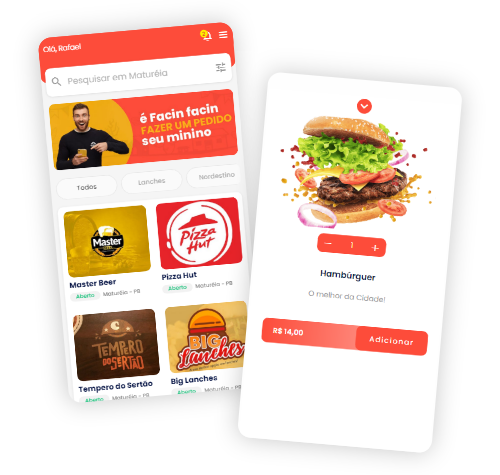 Olá, Rafael
2
Pesquisar em Maturéia
é Facin facin
FAZER UM PEDIDO
seu minino
Todos
Lanches
Nordestino
Master
Pizza
Hut
Master Beer
Aberto
Maturéia - PB
Pizza Hut
Aberto
Maturéia - PB
TEMPERO
DO SERTÃO
BIG
Lanches
Tempero do Sertão
Aberto
Maturéia - PB
Big Lanches
Aberto
Maturéia - PB
− 1 +
Hambúrguer
O melhor da Cidade!
R$ 14,00
Adicionar